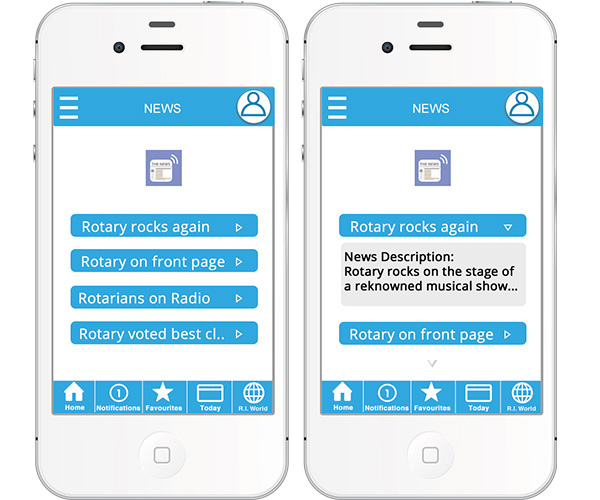 NEWS
THE NEWS
Rotary rocks again
Rotary on front page
Rotarians on Radio
Rotary voted best cl..
Home
1
Notifications
Favourites
Today
R.I. World
NEWS
THE NEWS
Rotary rocks again
News Description:
Rotary rocks on the stage of
a reknowned musical show...
Rotary on front page
Home
1
Notifications
Favourites
Today
R.I. World